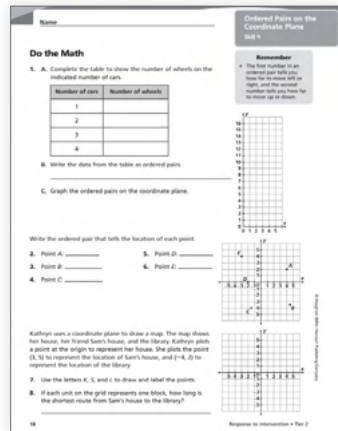 Name
Ordered Pairs on the
Coordinate Plane
Skill 9
Do the Math
Remember
• The first number in an
ordered pair tells you
how far to move left or
right, and the second
number tells you how far
to move up or down.
1. A. Complete the table to show the number of wheels on the
indicated number of cars.
Number of cars Number of wheels
1
2
3
4
B. Write the data from the table as ordered pairs.
C. Graph the ordered pairs on the coordinate plane.
Write the ordered pair that tells the location of each point.
2. Point A:
3. Point B:
4. Point C:
5. Point D:
6. Point E:
Kathryn uses a coordinate plane to draw a map. The map shows
her house, her friend Sam's house, and the library. Kathryn plots
a point at the origin to represent her house. She plots the point
(3, 5) to represent the location of Sam's house, and (−4, 2) to
represent the location of the library.
7. Use the letters K, S, and L to draw and label the points.
8. If each unit on the grid represents one block, how long is
the shortest route from Sam's house to the library?
© Houghton Mifflin Harcourt Publishing Company
18
Response to Intervention • Tier 2